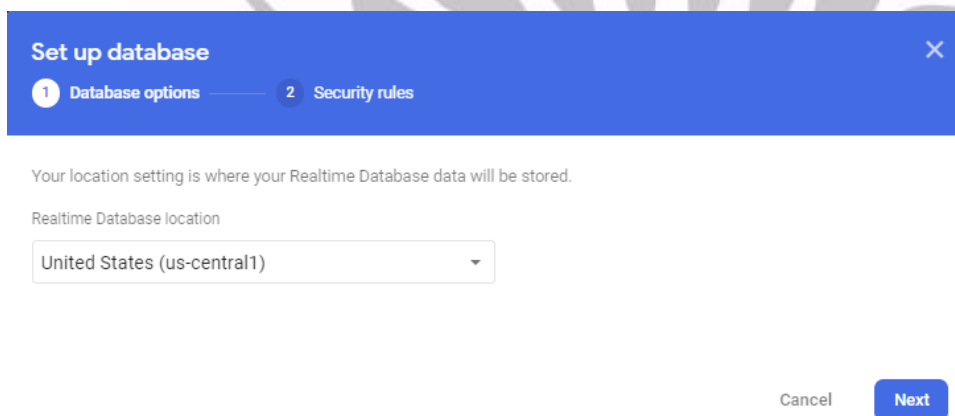 Set up database
1 Database options 2 Security rules
Your location setting is where your Realtime Database data will be stored.
Realtime Database location
United States (us-central1)
Cancel Next